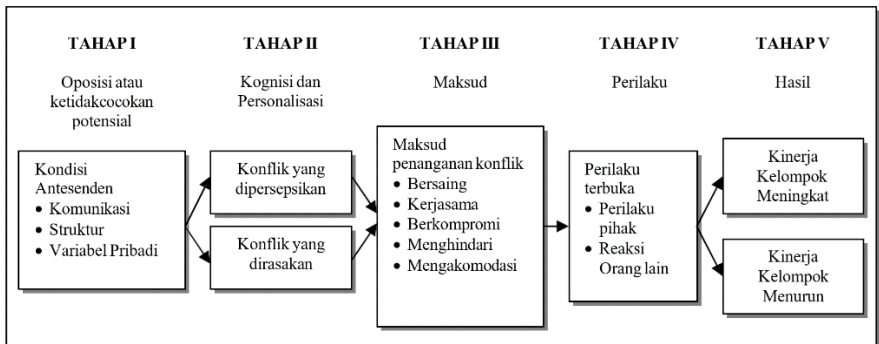 TAHAP I
Oposisi atau
ketidakcocokan
potensial
Kondisi
Antesenden
• Komunikasi
• Struktur
• Variabel Pribadi
TAHAP II
Kognisi dan
Personalisasi
Konflik yang
dipersepsikan
Konflik yang
dirasakan
TAHAP III
Maksud
Maksud
penanganan konflik
• Bersaing
• Kerjasama
• Berkompromi
• Menghindari
• Mengakomodasi
TAHAP IV
Perilaku
Perilaku
terbuka
• Perilaku
pihak
• Reaksi
Orang lain
TAHAP V
Hasil
Kinerja
Kelompok
Meningkat
Kinerja
Kelompok
Menurun